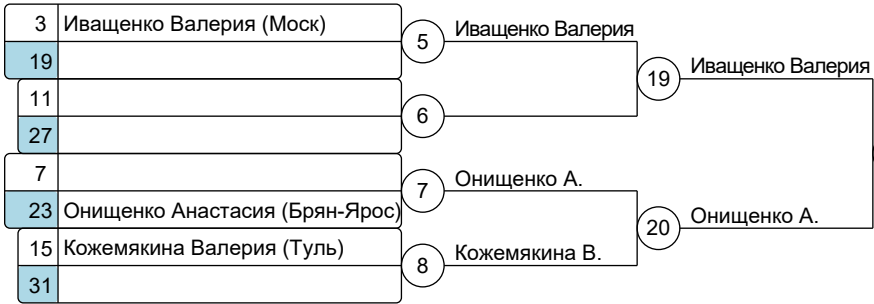 3 Иващенко Валерия (Моск)
19
5 Иващенко Валерия
19 Иващенко Валерия
11
27
6
7
23 Онищенко Анастасия (Брян-Ярос)
7 Онищенко А.
20 Онищенко А.
15 Кожемякина Валерия (Туль)
31
8 Кожемякина В.